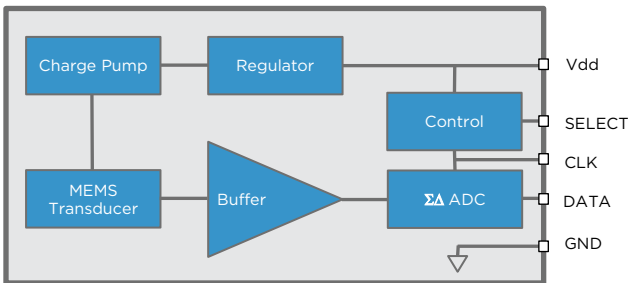 Charge Pump
Regulator
Vdd
Control
SELECT
CLK
MEMS
Transducer
Buffer
ΣΔ ADC
DATA
GND